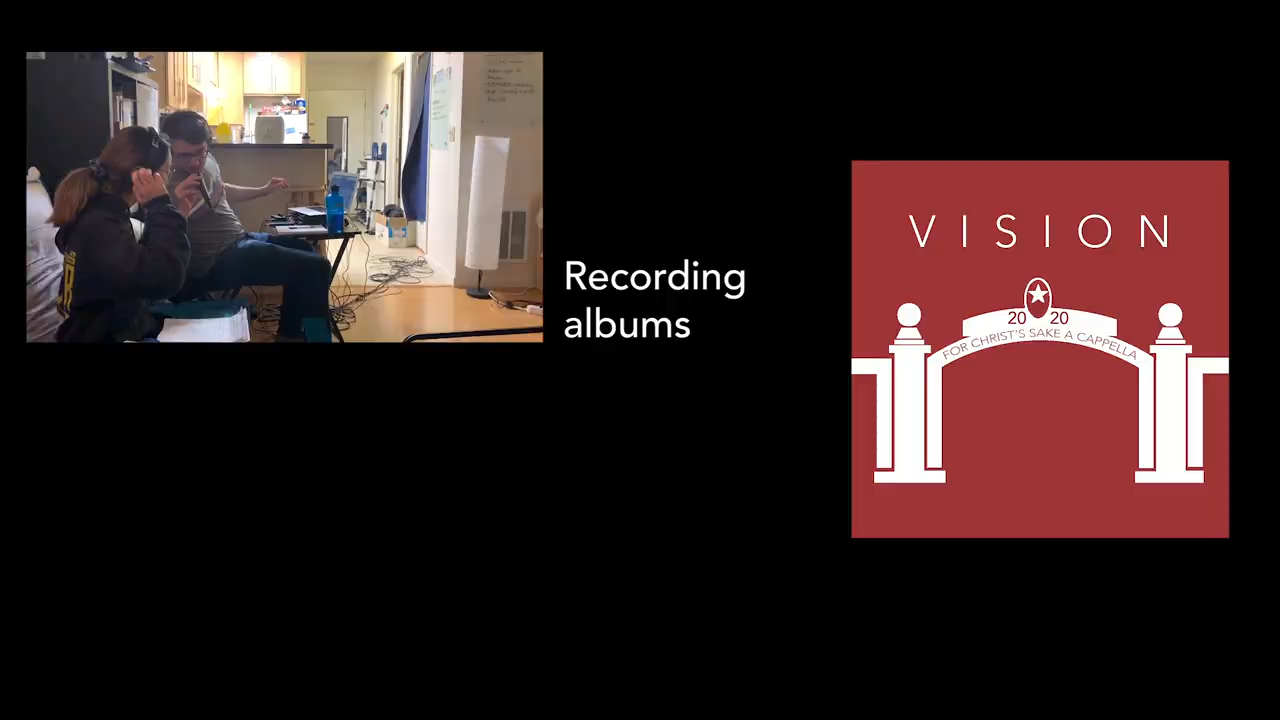 Recording
albums
VISION
20 20
FOR CHRIST'S SAKE A CAPPELLA